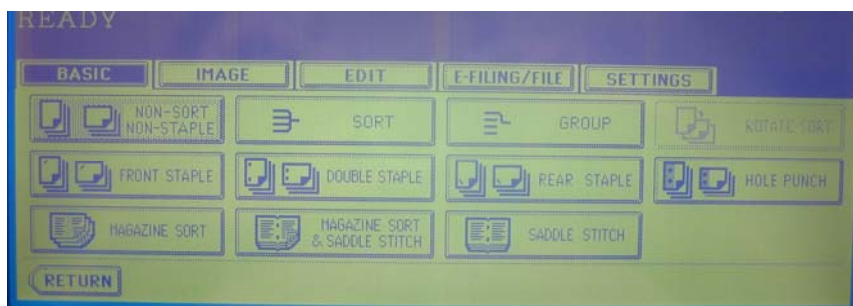 READY
BASIC IMAGE EDIT E-FILING/FILE SETTINGS
NON-SORT
NON-STAPLE
SORT
GROUP
ROTATE SORT
FRONT STAPLE
DOUBLE STAPLE
REAR STAPLE
HOLE PUNCH
MAGAZINE SORT
MAGAZINE SORT
& SADDLE STITCH
SADDLE STITCH
RETURN